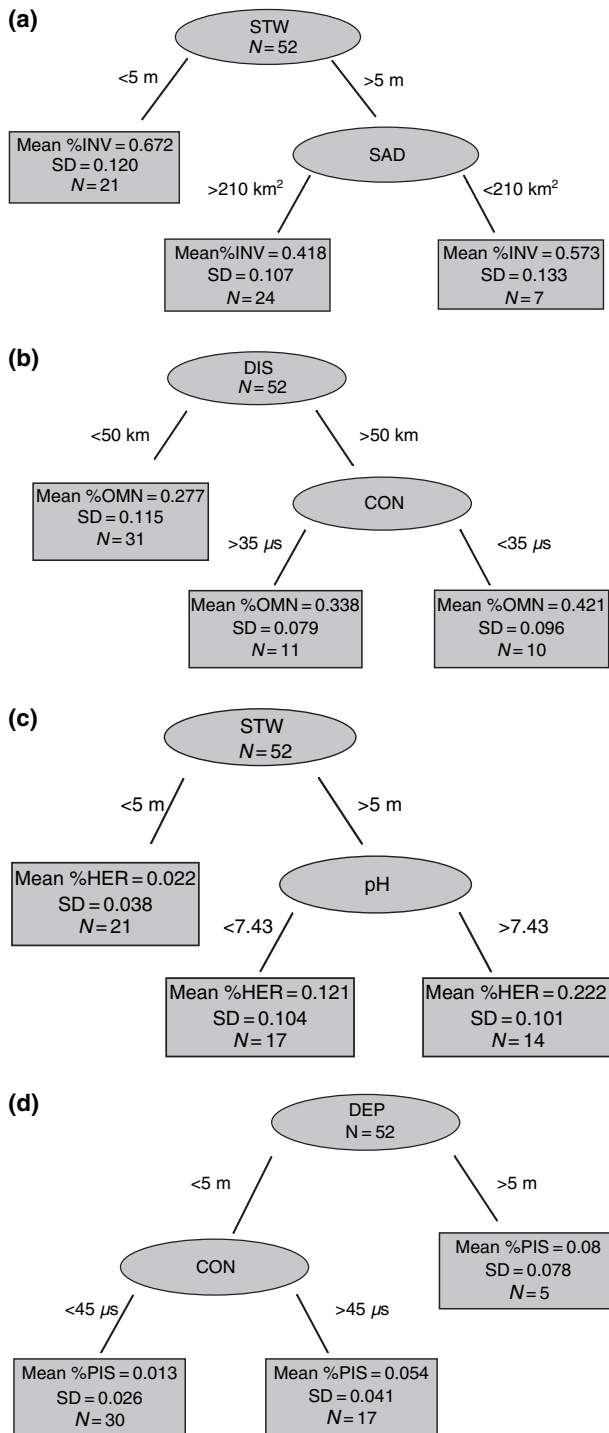 (a)
STW
N = 52
<5 m
>5 m
Mean %INV = 0.672
SD = 0.120
N = 21
SAD
>210 km²
<210 km²
Mean%INV = 0.418
SD = 0.107
N = 24
Mean %INV = 0.573
SD = 0.133
N = 7
(b)
DIS
N = 52
<50 km
>50 km
Mean %OMN = 0.277
SD = 0.115
N = 31
CON
>35 µs
<35 µs
Mean %OMN = 0.338
SD = 0.079
N = 11
Mean %OMN = 0.421
SD = 0.096
N = 10
(c)
STW
N = 52
<5 m
>5 m
Mean %HER = 0.022
SD = 0.038
N = 21
pH
<7.43
>7.43
Mean %HER = 0.121
SD = 0.104
N = 17
Mean %HER = 0.222
SD = 0.101
N = 14
(d)
DEP
N = 52
<5 m
>5 m
Mean %PIS = 0.08
SD = 0.078
N = 5
CON
<45 µs
>45 µs
Mean %PIS = 0.013
SD = 0.026
N = 30
Mean %PIS = 0.054
SD = 0.041
N = 17